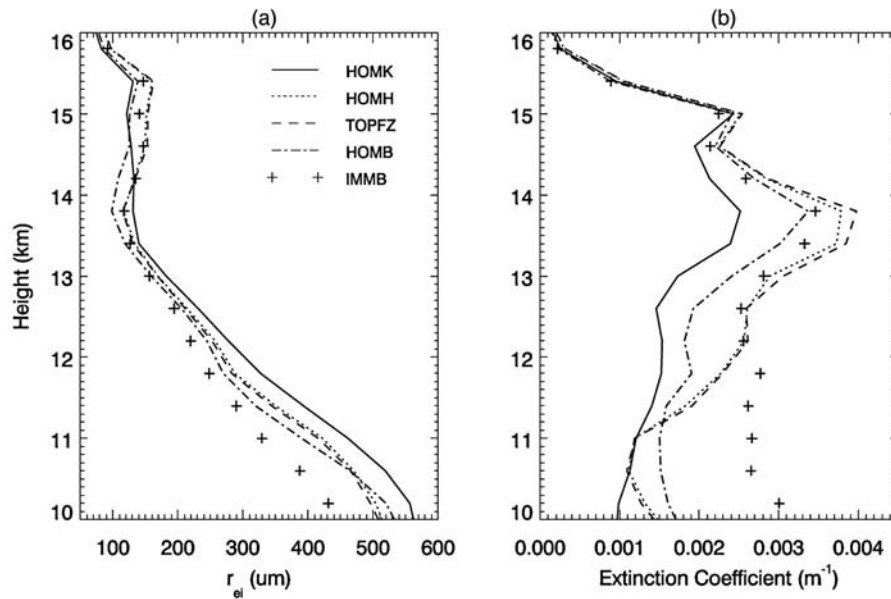 (a)
(b)
16
15
14
13
12
11
10
Height (km)
100
200
300
400
500
600
r_ei (um)
HOMK
HOMH
TOPFZ
HOMB
IMMB
16
15
14
13
12
11
10
0.000
0.001
0.002
0.003
0.004
Extinction Coefficient (m⁻¹)